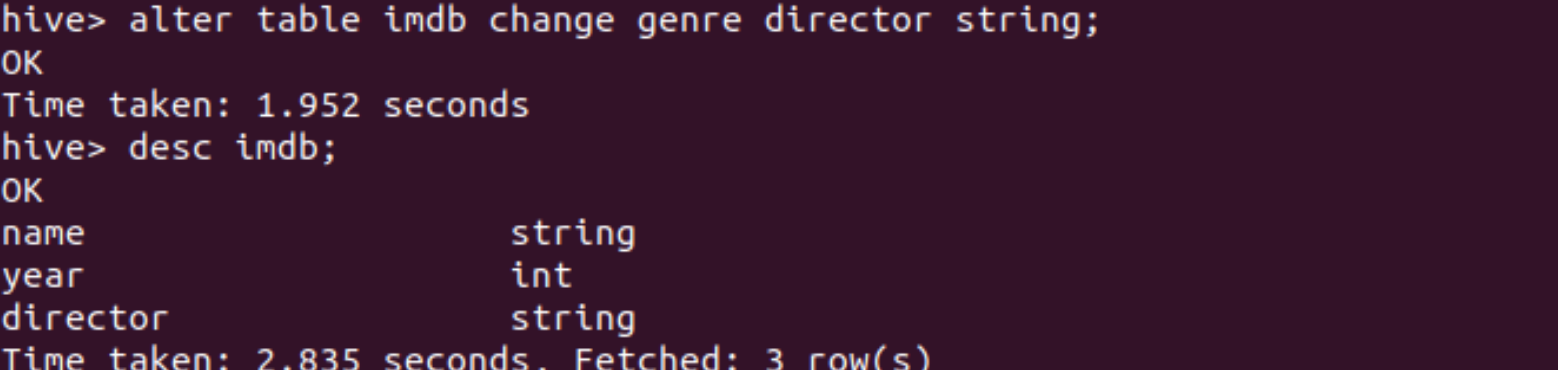 hive> alter table imdb change genre director string;
OK
Time taken: 1.952 seconds
hive> desc imdb;
OK
name string
year int
director string
Time taken: 2.835 seconds, Fetched: 3 row(s)